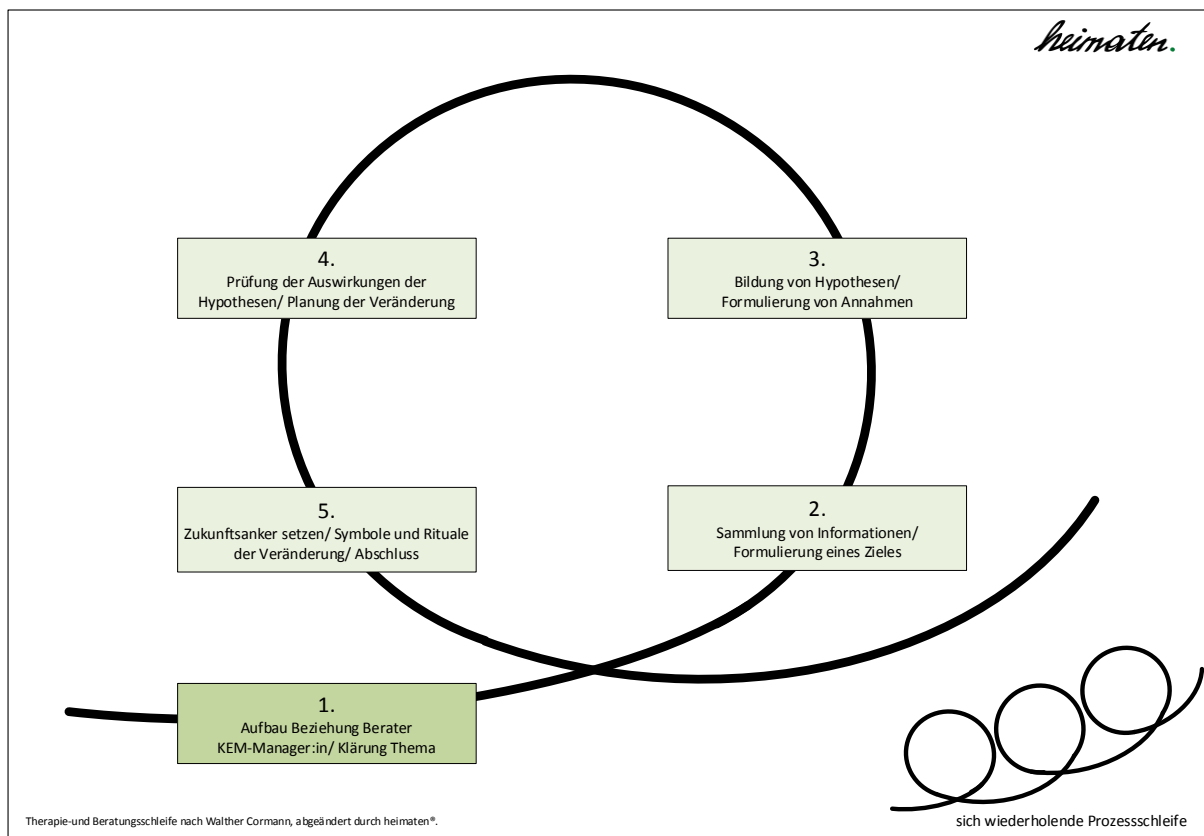 heimaten.
4.
Prüfung der Auswirkungen der
Hypothesen/ Planung der Veränderung
3.
Bildung von Hypothesen/
Formulierung von Annahmen
5.
Zukunftsanker setzen/ Symbole und Rituale
der Veränderung/ Abschluss
2.
Sammlung von Informationen/
Formulierung eines Zieles
1.
Aufbau Beziehung Berater
KEM-Manager:in/ Klärung Thema
Therapie-und Beratungsschleife nach Walther Cormann, abgeändert durch heimaten®.
sich wiederholende Prozessschleife